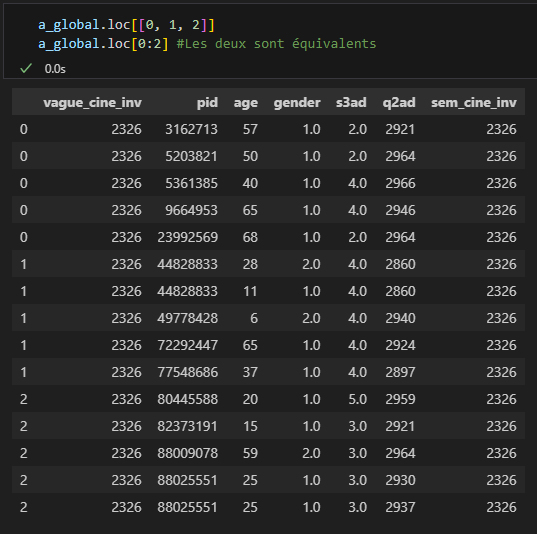 a_global.loc[[0, 1, 2]]
a_global.loc[0:2] #Les deux sont équivalents
0.0s
vague_cine_inv pid age gender s3ad q2ad sem_cine_inv
0 2326 3162713 57 1.0 2.0 2921 2326
0 2326 5203821 50 1.0 2.0 2964 2326
0 2326 5361385 40 1.0 4.0 2966 2326
0 2326 9664953 65 1.0 4.0 2946 2326
0 2326 23992569 68 1.0 2.0 2964 2326
1 2326 44828833 28 2.0 4.0 2860 2326
1 2326 44828833 11 1.0 4.0 2860 2326
1 2326 49778428 6 2.0 4.0 2940 2326
1 2326 72292447 65 1.0 4.0 2924 2326
1 2326 77548686 37 1.0 4.0 2897 2326
2 2326 80445588 20 1.0 5.0 2959 2326
2 2326 82373191 15 1.0 3.0 2921 2326
2 2326 88009078 59 2.0 3.0 2964 2326
2 2326 88025551 25 1.0 3.0 2930 2326
2 2326 88025551 25 1.0 3.0 2937 2326